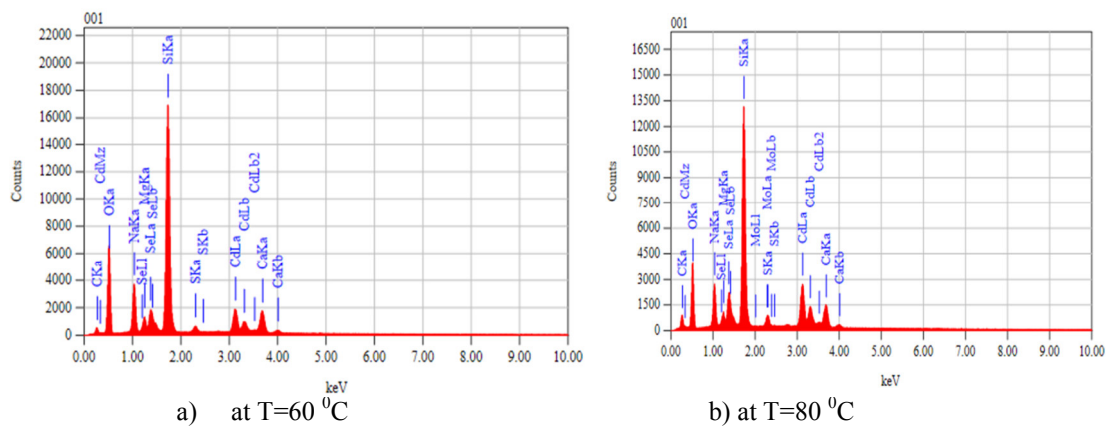 001
22000
20000
18000
16000
14000
12000
10000
8000
6000
4000
2000
0
Counts
CKa
CdMz
OKa
NaKa
SeLl
MgKa
SeLa
SeLb
SiKa
SKa
SKb
CdLa
CdLb
CdLb2
CaKa
CaKb
0.00 1.00 2.00 3.00 4.00 5.00 6.00 7.00 8.00 9.00 10.00
keV
a) at T=60 ⁰C
001
16500
15000
13500
12000
10500
9000
7500
6000
4500
3000
1500
0
Counts
CKa
CdMz
OKa
NaKa
SeLl
MgKa
SeLa
SeLb
SiKa
MoLl
SKa
MoLa
SKb
MoLb
CdLa
CdLb
CdLb2
CaKa
CaKb
0.00 1.00 2.00 3.00 4.00 5.00 6.00 7.00 8.00 9.00 10.00
keV
b) at T=80 ⁰C